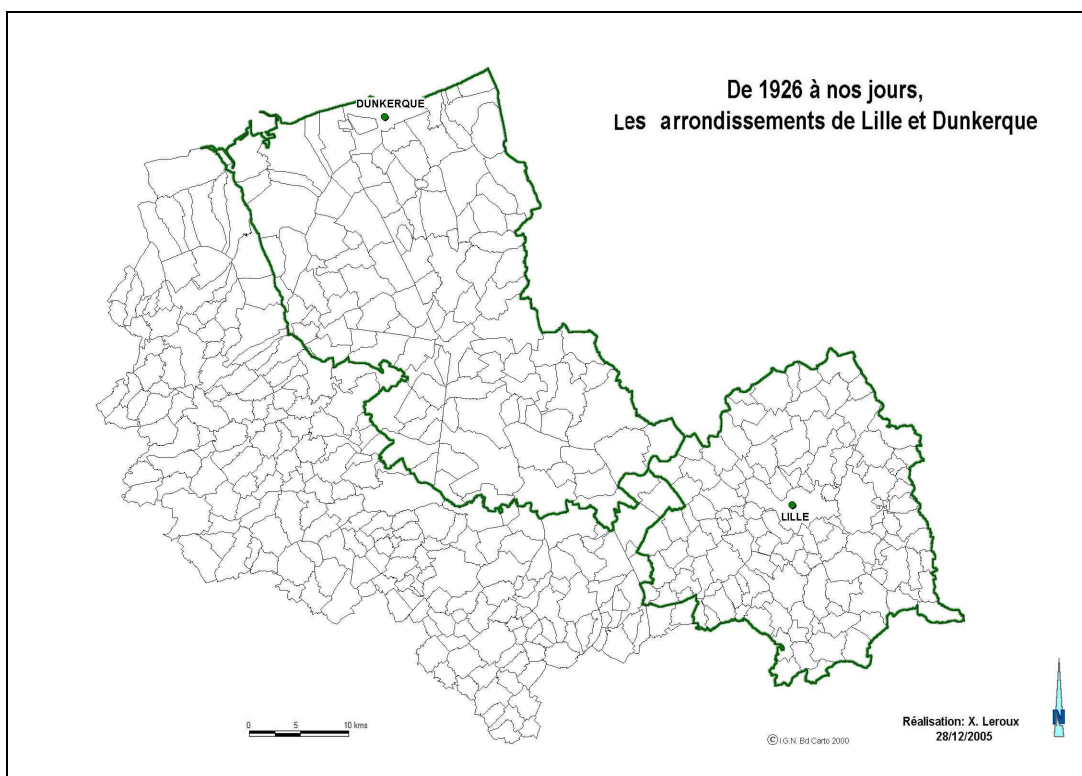 De 1926 à nos jours,
Les arrondissements de Lille et Dunkerque
DUNKERQUE
LILLE
0 5 10 kms
© I.G.N. Bd Carto 2000
Réalisation: X. Leroux
28/12/2005
N